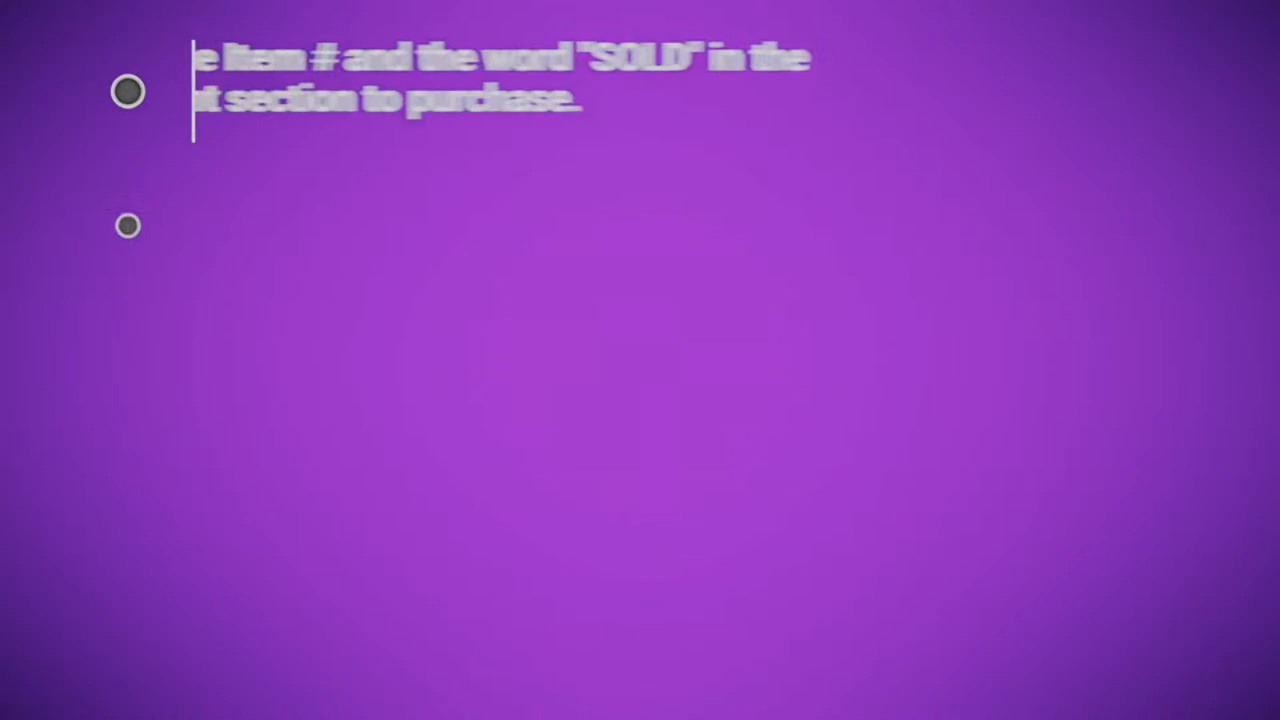 e Item # and the word "SOLD" in the
t section to purchase.